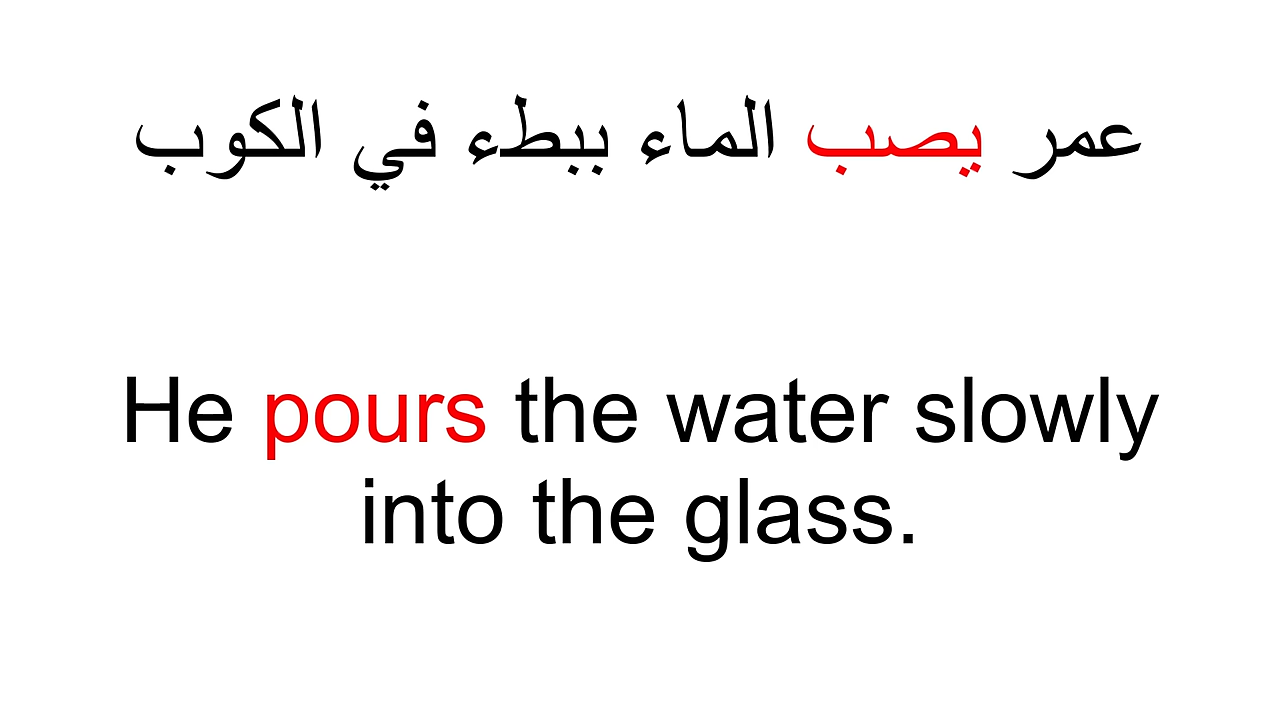 عمر يصب الماء ببطء في الكوب
He pours the water slowly
into the glass.